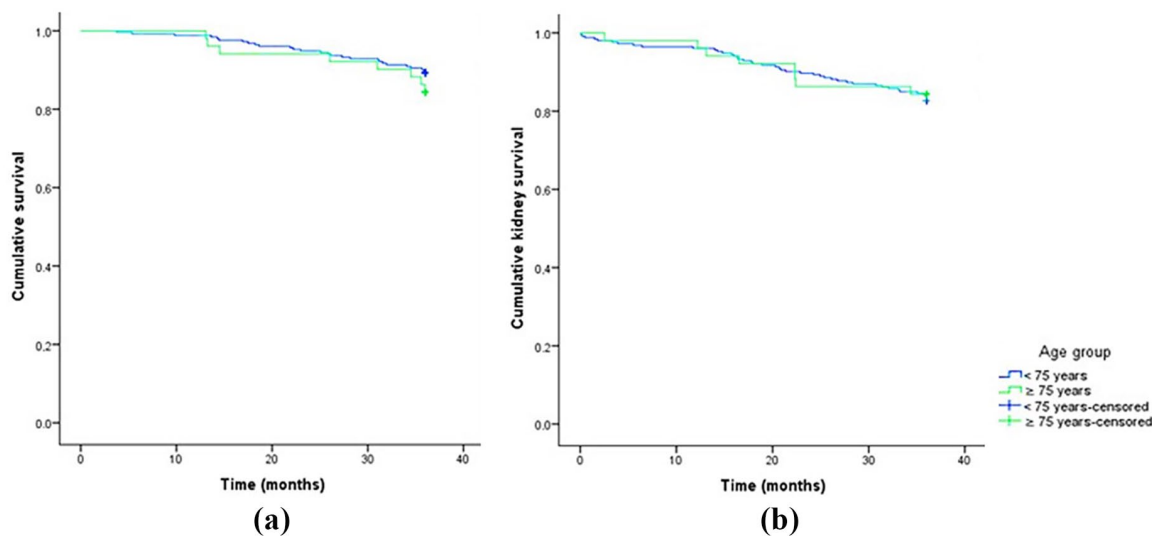 Cumulative survival
1.0
0.8
0.6
0.4
0.2
0.0
0 10 20 30 40
Time (months)
(a)
Cumulative kidney survival
1.0
0.8
0.6
0.4
0.2
0.0
0 10 20 30 40
Time (months)
(b)
Age group
< 75 years
≥ 75 years
< 75 years-censored
≥ 75 years-censored